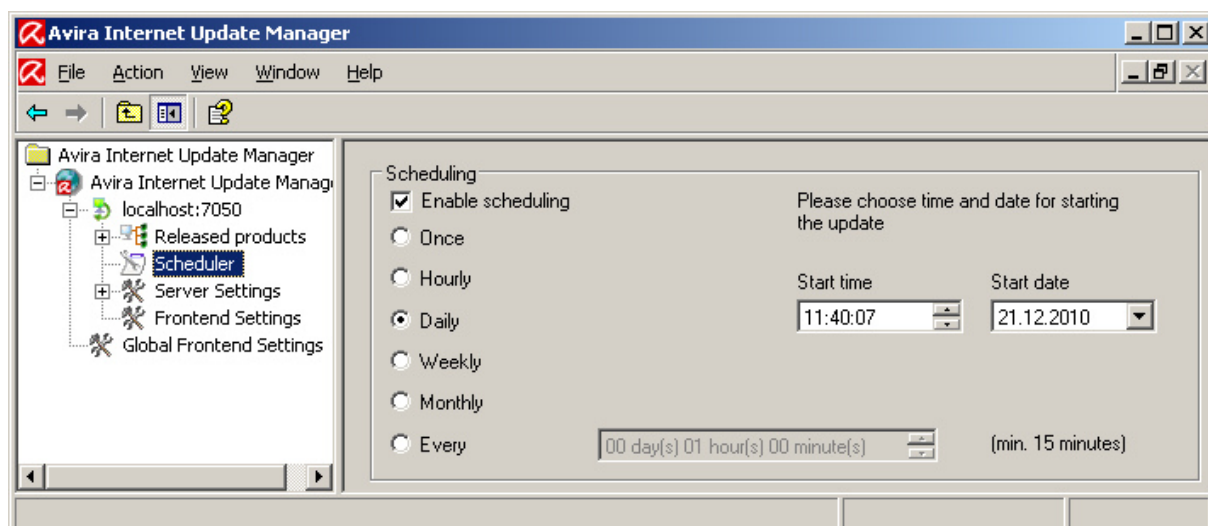 Avira Internet Update Manager
File Action View Window Help
Avira Internet Update Manager
Avira Internet Update Manag
localhost:7050
Released products
Scheduler
Server Settings
Frontend Settings
Global Frontend Settings
Scheduling
Enable scheduling
Please choose time and date for starting
the update
Once
Hourly
Start time Start date
Daily
11:40:07 21.12.2010
Weekly
Monthly
Every 00 day(s) 01 hour(s) 00 minute(s) (min. 15 minutes)